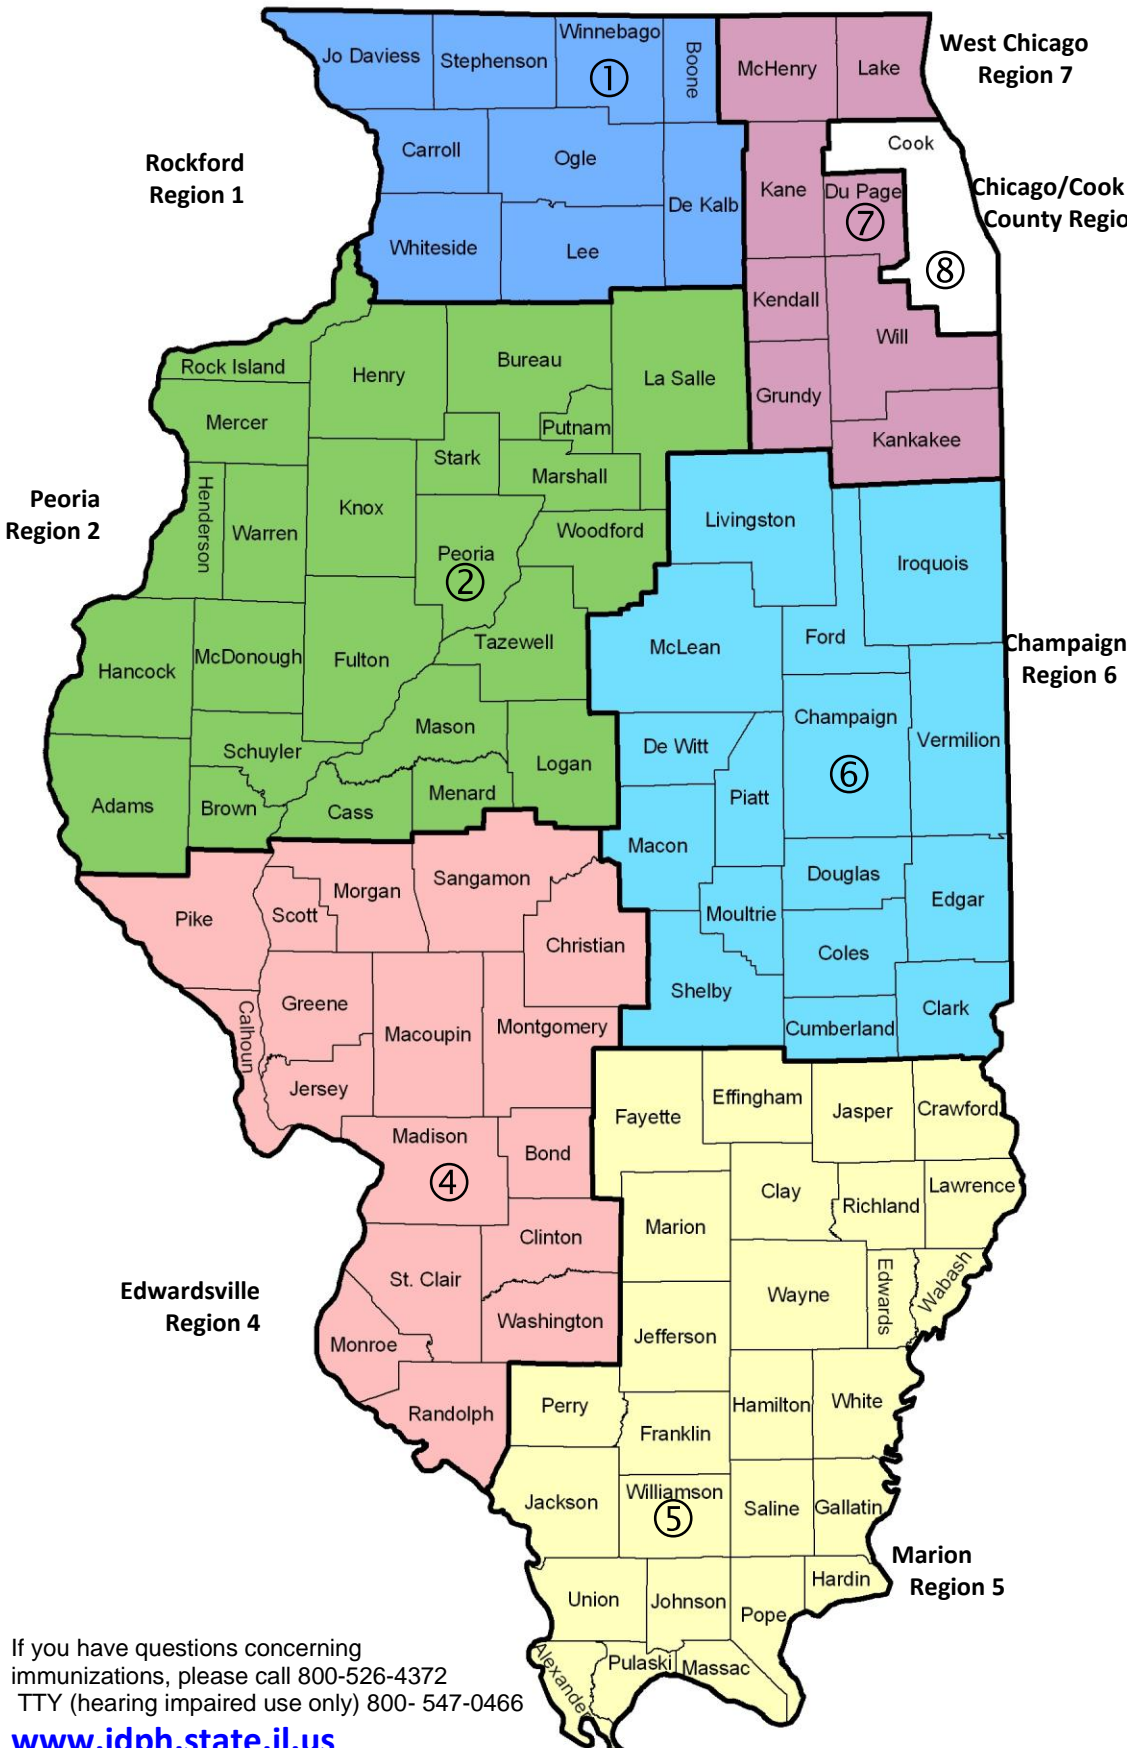 Jo Daviess
Stephenson
Winnebago
①
Boone
McHenry
Lake
West Chicago
Region 7
Carroll
Ogle
De Kalb
Rockford
Region 1
Whiteside
Lee
Kane
Cook
Du Page
⑦
⑧
Chicago/Cook
County Regio
Kendall
Will
Grundy
Kankakee
Rock Island
Henry
Bureau
La Salle
Mercer
Putnam
Stark
Marshall
Henderson
Warren
Knox
Peoria
②
Woodford
Peoria
Region 2
Tazewell
Hancock
McDonough
Fulton
Mason
Schuyler
Logan
Adams
Brown
Cass
Menard
Livingston
Iroquois
McLean
Ford
Champaign
Region 6
Champaign
⑥
Vermilion
De Witt
Piatt
Macon
Douglas
Edgar
Moultrie
Coles
Shelby
Cumberland
Clark
Pike
Scott
Morgan
Sangamon
Christian
Greene
Calhoun
Macoupin
Montgomery
Jersey
Madison
④
Bond
Clinton
St. Clair
Washington
Monroe
Randolph
Edwardsville
Region 4
Fayette
Effingham
Jasper
Crawford
Clay
Richland
Lawrence
Marion
Wayne
Edwards
Wabash
Jefferson
Perry
Hamilton
White
Franklin
Jackson
Williamson
⑤
Saline
Gallatin
Marion
Region 5
Union
Johnson
Pope
Hardin
Alexander
Pulaski
Massac
If you have questions concerning
immunizations, please call 800-526-4372
TTY (hearing impaired use only) 800- 547-0466
www.idph.state.il.us